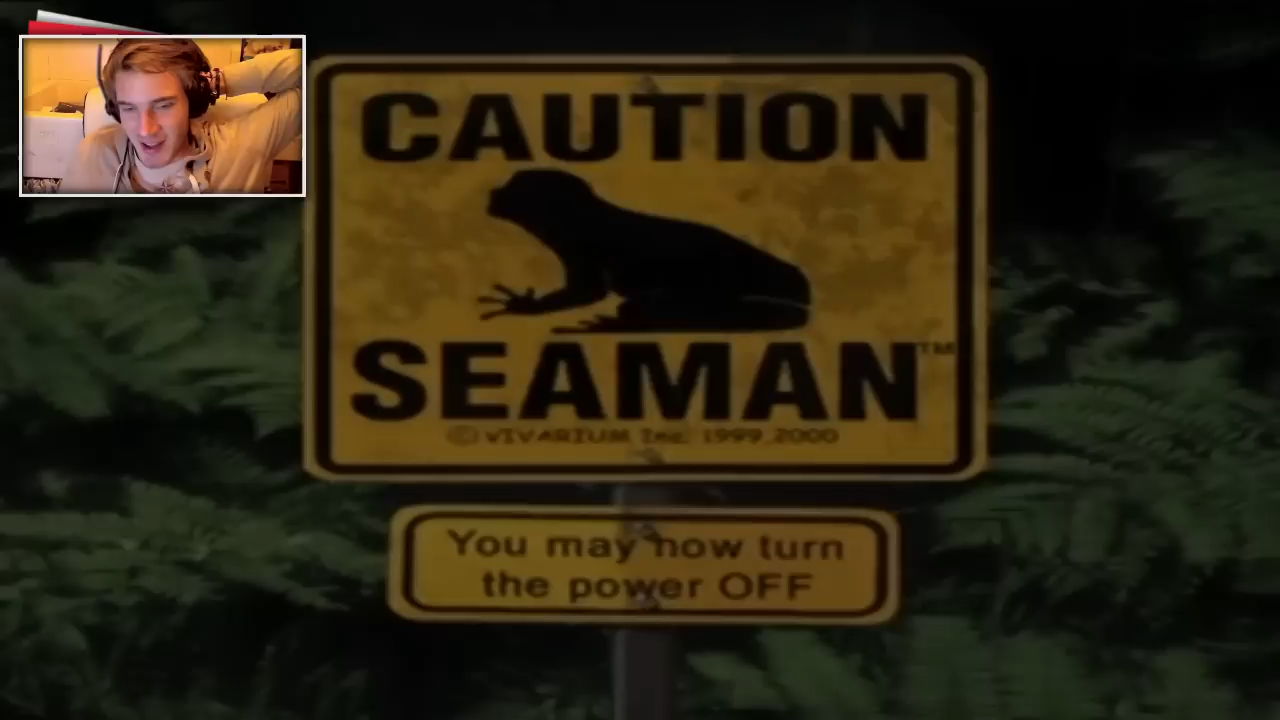 CAUTION
SEAMAN™
© VIVARIUM Inc. 1999,2000
You may now turn
the power OFF